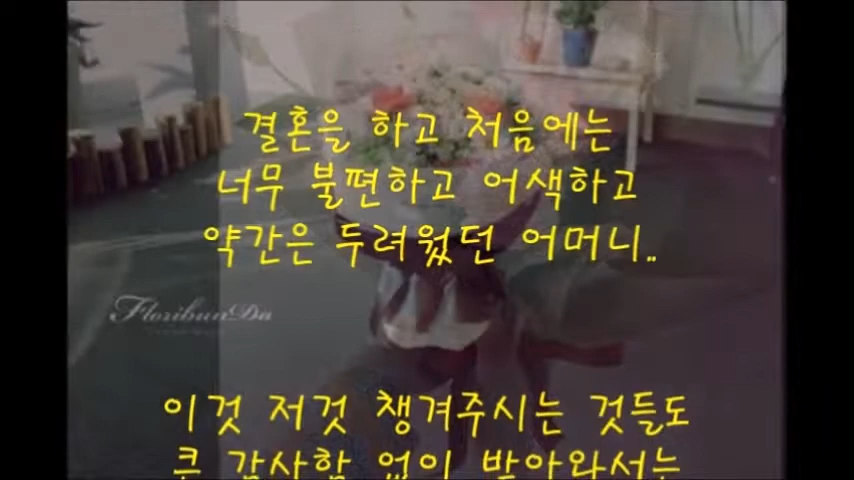 결혼을 하고 처음에는
너무 불편하고 어색하고
약간은 두려웠던 어머니..
FloribunDa
이것 저것 챙겨주시는 것들도
큰 감사함 없이 받아와서는